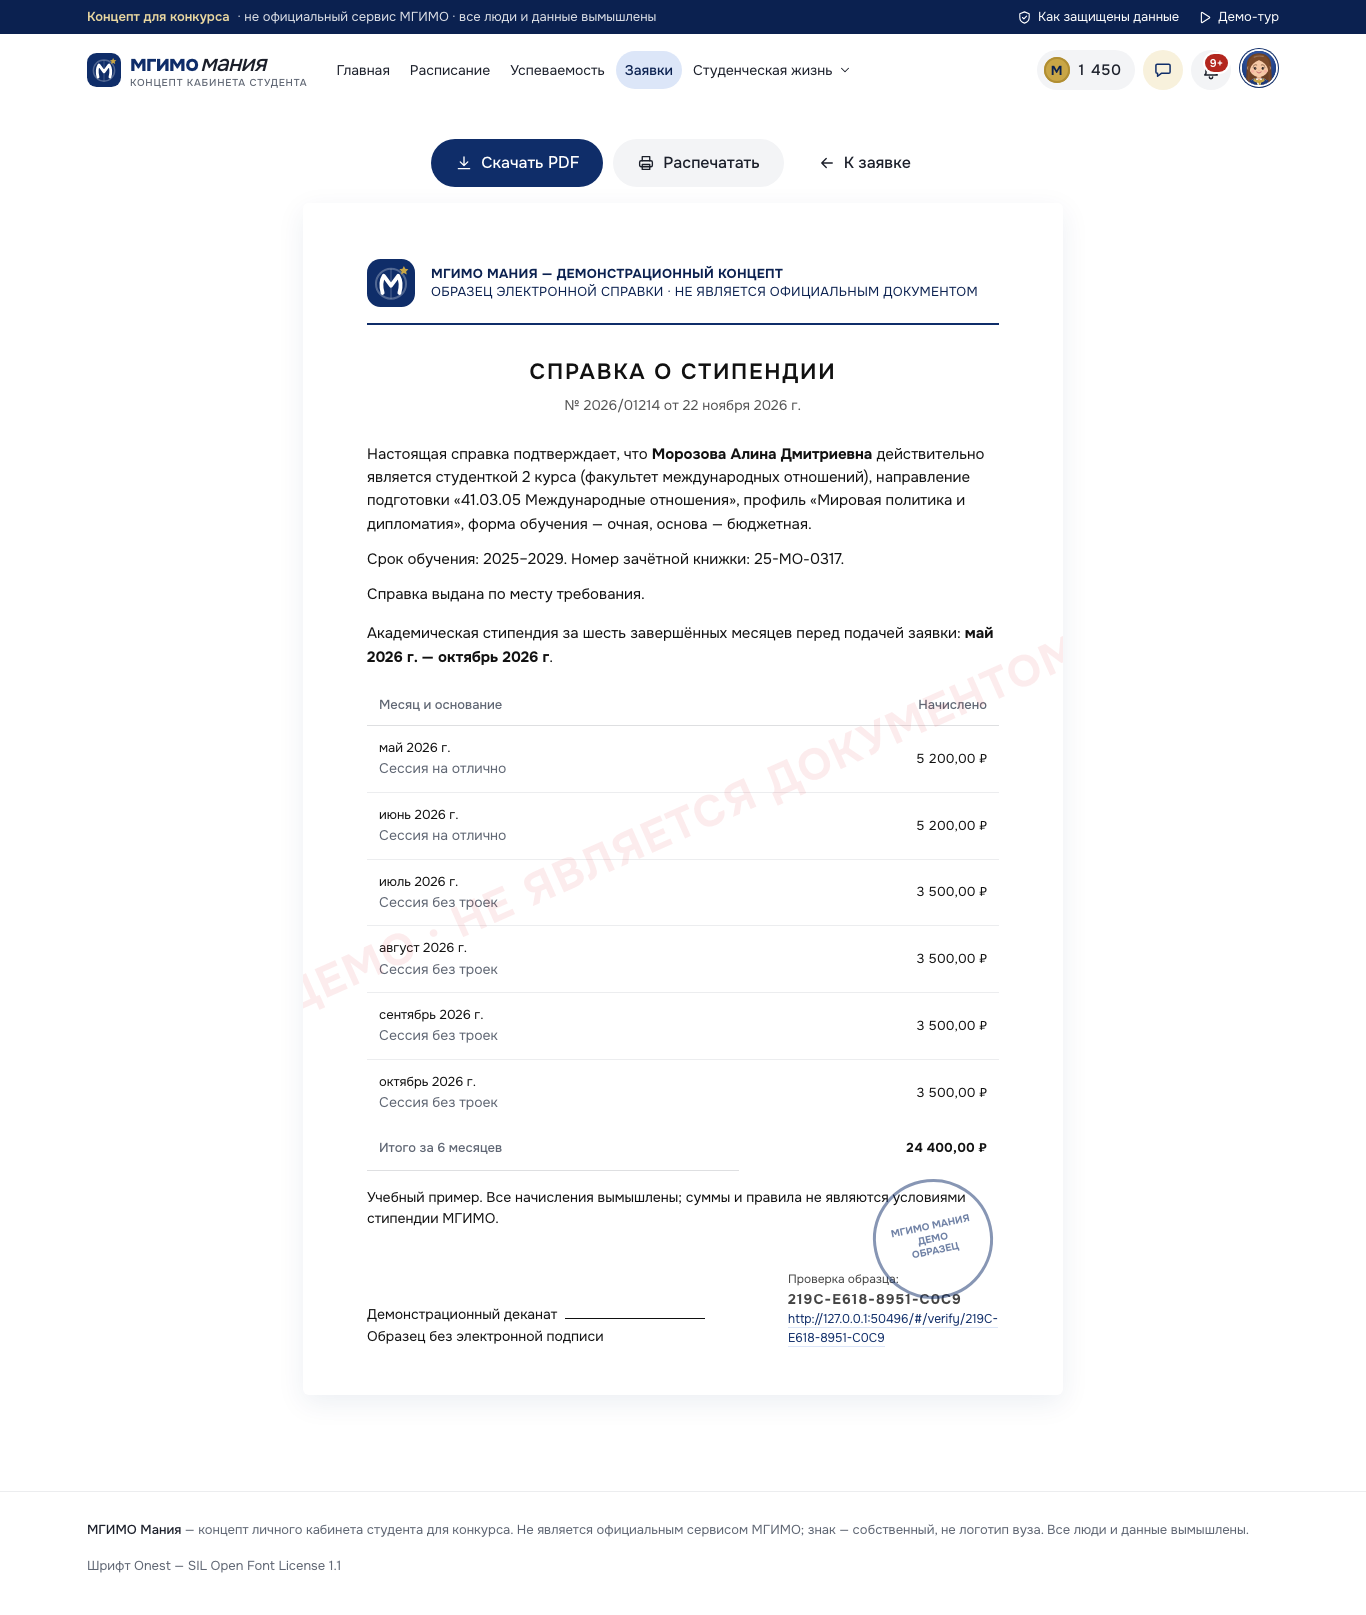 Концепт для конкурса · не официальный сервис МГИМО · все люди и данные вымышлены
Как защищены данные
Демо-тур
МГИМО Мания
КОНЦЕПТ КАБИНЕТА СТУДЕНТА
Главная
Расписание
Успеваемость
Заявки
Студенческая жизнь
М 1 450
9+
Скачать PDF
Распечатать
К заявке
МГИМО МАНИЯ — ДЕМОНСТРАЦИОННЫЙ КОНЦЕПТ
ОБРАЗЕЦ ЭЛЕКТРОННОЙ СПРАВКИ · НЕ ЯВЛЯЕТСЯ ОФИЦИАЛЬНЫМ ДОКУМЕНТОМ
СПРАВКА О СТИПЕНДИИ
№ 2026/01214 от 22 ноября 2026 г.
Настоящая справка подтверждает, что Морозова Алина Дмитриевна действительно
является студенткой 2 курса (факультет международных отношений), направление
подготовки «41.03.05 Международные отношения», профиль «Мировая политика и
дипломатия», форма обучения — очная, основа — бюджетная.
Срок обучения: 2025–2029. Номер зачётной книжки: 25-МО-0317.
Справка выдана по месту требования.
Академическая стипендия за шесть завершённых месяцев перед подачей заявки: май
2026 г. — октябрь 2026 г.
Месяц и основание
Начислено
май 2026 г.
Сессия на отлично
5 200,00 ₽
июнь 2026 г.
Сессия на отлично
5 200,00 ₽
июль 2026 г.
Сессия без троек
3 500,00 ₽
август 2026 г.
Сессия без троек
3 500,00 ₽
сентябрь 2026 г.
Сессия без троек
3 500,00 ₽
октябрь 2026 г.
Сессия без троек
3 500,00 ₽
Итого за 6 месяцев
24 400,00 ₽
ДЕМО · НЕ ЯВЛЯЕТСЯ ДОКУМЕНТОМ
Учебный пример. Все начисления вымышлены; суммы и правила не являются условиями
стипендии МГИМО.
МГИМО МАНИЯ
ДЕМО
ОБРАЗЕЦ
Демонстрационный деканат
Образец без электронной подписи
Проверка образца:
219C-E618-8951-C0C9
http://127.0.0.1:50496/#/verify/219C-
E618-8951-C0C9
МГИМО Мания — концепт личного кабинета студента для конкурса. Не является официальным сервисом МГИМО; знак — собственный, не логотип вуза. Все люди и данные вымышлены.
Шрифт Onest — SIL Open Font License 1.1